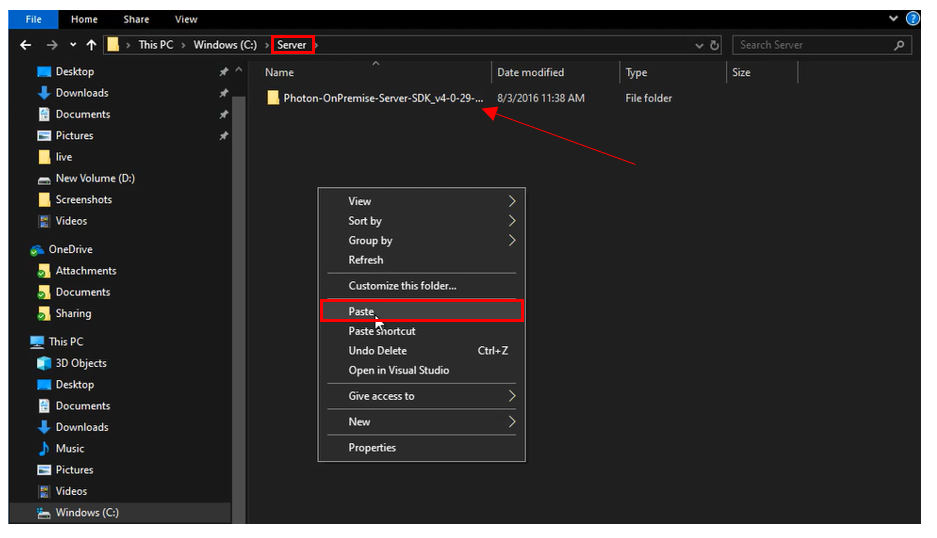 File Home Share View
This PC Windows (C:) Server Search Server
Name Date modified Type Size
Photon-OnPremise-Server-SDK_v4-0-29-... 8/3/2016 11:38 AM File folder
Desktop
Downloads
Documents
Pictures
live
New Volume (D:)
Screenshots
Videos
OneDrive
Attachments
Documents
Sharing
This PC
3D Objects
Desktop
Documents
Downloads
Music
Pictures
Videos
Windows (C:)
View
Sort by
Group by
Refresh
Customize this folder...
Paste
Paste shortcut
Undo Delete Ctrl+Z
Open in Visual Studio
Give access to
New
Properties